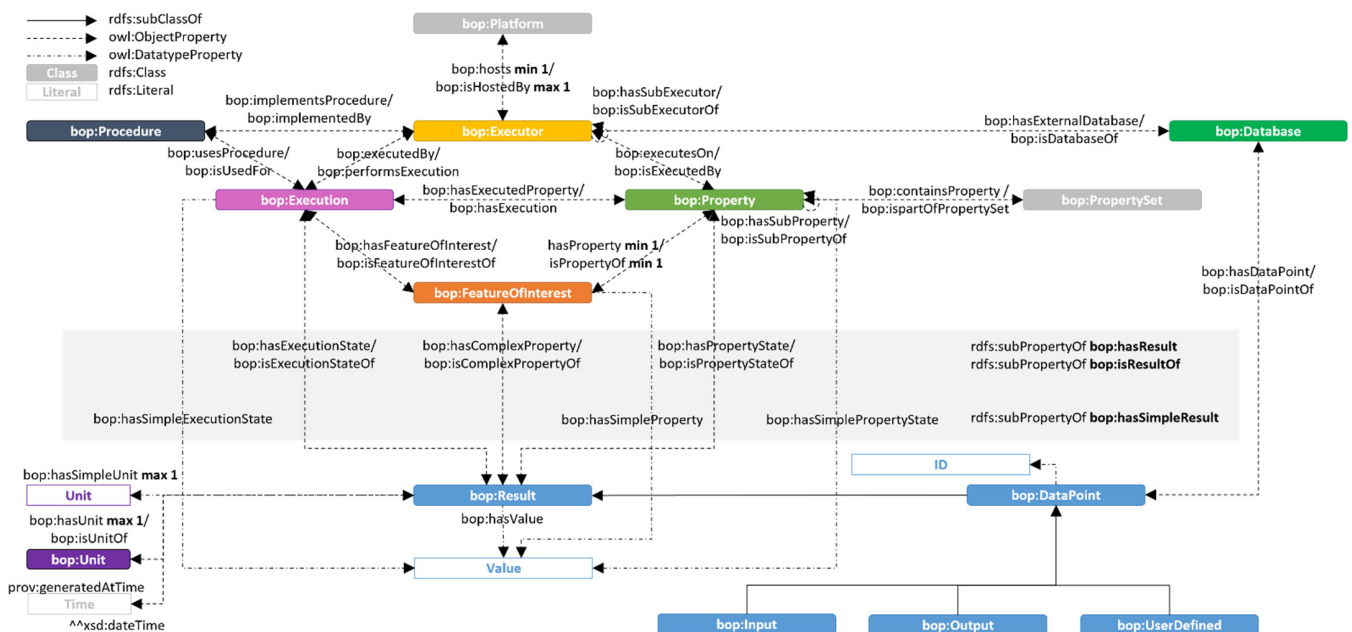 rdfs:subClassOf
owl:ObjectProperty
owl:DatatypeProperty
Class
rdfs:Class
Literal
rdfs:Literal
bop:Platform
bop:hosts min 1/
bop:isHostedBy max 1
bop:hasSubExecutor/
bop:isSubExecutorOf
bop:implementsProcedure/
bop:implementedBy
bop:Procedure
bop:Executor
bop:hasExternalDatabase/
bop:isDatabaseOf
bop:Database
bop:usesProcedure/
bop:isUsedFor
bop:executedBy/
bop:performsExecution
bop:executesOn/
bop:isExecutedBy
bop:Execution
bop:hasExecutedProperty/
bop:hasExecution
bop:Property
bop:containsProperty /
bop:ispartOfPropertySet
bop:PropertySet
bop:hasSubProperty/
bop:isSubPropertyOf
bop:hasFeatureOfInterest/
bop:isFeatureOfInterestOf
hasProperty min 1/
isPropertyOf min 1
bop:hasDataPoint/
bop:isDataPointOf
bop:FeatureOfInterest
bop:hasExecutionState/
bop:isExecutionStateOf
bop:hasComplexProperty/
bop:isComplexPropertyOf
bop:hasPropertyState/
bop:isPropertyStateOf
rdfs:subPropertyOf bop:hasResult
rdfs:subPropertyOf bop:isResultOf
bop:hasSimpleExecutionState
bop:hasSimpleProperty
bop:hasSimplePropertyState
rdfs:subPropertyOf bop:hasSimpleResult
ID
bop:hasSimpleUnit max 1
Unit
bop:Result
bop:DataPoint
bop:hasValue
bop:hasUnit max 1/
bop:isUnitOf
bop:Unit
Value
prov:generatedAtTime
Time
^^xsd:dateTime
bop:Input
bop:Output
bop:UserDefined